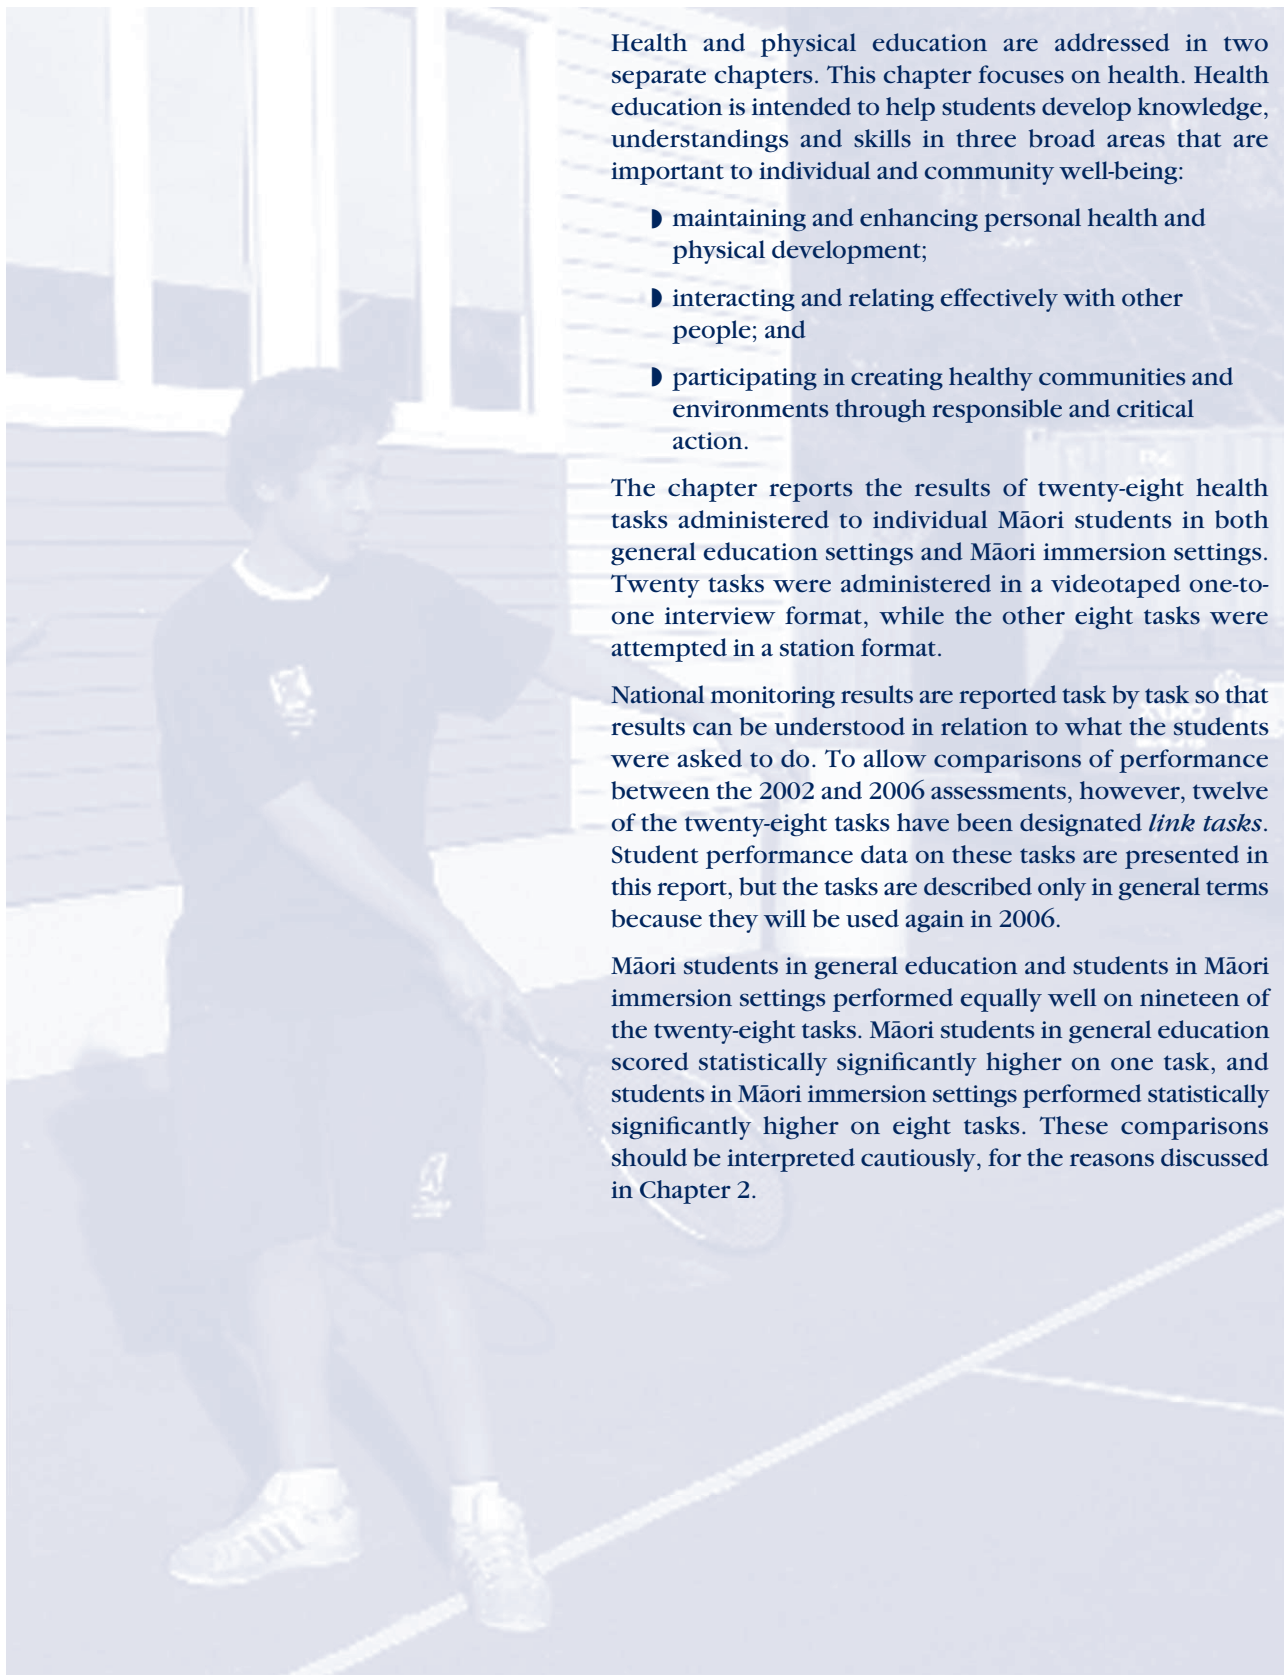 Health and physical education are addressed in two
separate chapters. This chapter focuses on health. Health
education is intended to help students develop knowledge,
understandings and skills in three broad areas that are
important to individual and community well-being:
◗ maintaining and enhancing personal health and
physical development;
◗ interacting and relating effectively with other
people; and
◗ participating in creating healthy communities and
environments through responsible and critical
action.
The chapter reports the results of twenty-eight health
tasks administered to individual Māori students in both
general education settings and Māori immersion settings.
Twenty tasks were administered in a videotaped one-to-
one interview format, while the other eight tasks were
attempted in a station format.
National monitoring results are reported task by task so that
results can be understood in relation to what the students
were asked to do. To allow comparisons of performance
between the 2002 and 2006 assessments, however, twelve
of the twenty-eight tasks have been designated link tasks.
Student performance data on these tasks are presented in
this report, but the tasks are described only in general terms
because they will be used again in 2006.
Māori students in general education and students in Māori
immersion settings performed equally well on nineteen of
the twenty-eight tasks. Māori students in general education
scored statistically significantly higher on one task, and
students in Māori immersion settings performed statistically
significantly higher on eight tasks. These comparisons
should be interpreted cautiously, for the reasons discussed
in Chapter 2.